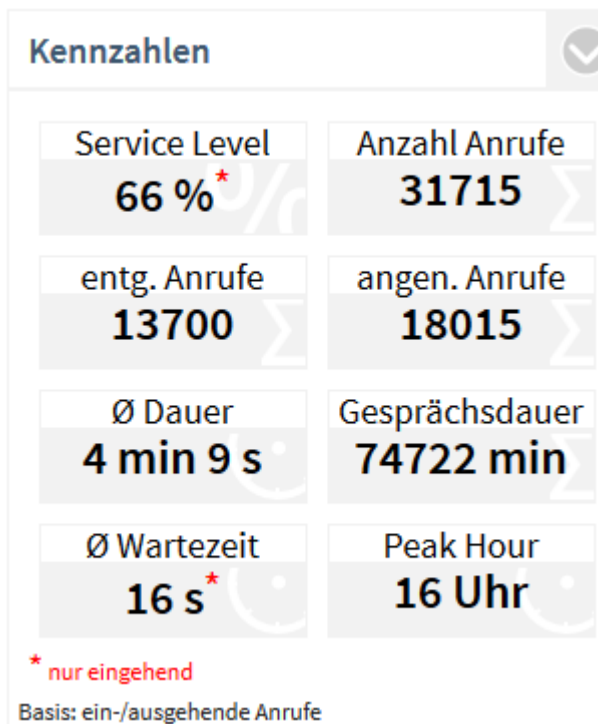 Kennzahlen
Service Level
66 %*
Anzahl Anrufe
31715
entg. Anrufe
13700
angen. Anrufe
18015
Ø Dauer
4 min 9 s
Gesprächsdauer
74722 min
Ø Wartezeit
16 s*
Peak Hour
16 Uhr
* nur eingehend
Basis: ein-/ausgehende Anrufe